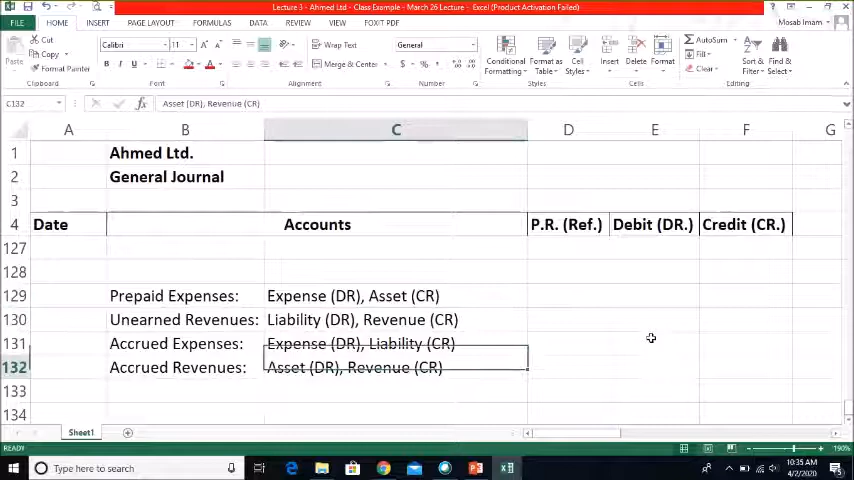 Lecture 3 - Ahmed Ltd - Class Example - March 26 Lecture - Excel (Product Activation Failed)
FILE HOME INSERT PAGE LAYOUT FORMULAS DATA REVIEW VIEW FOXIT PDF Mosab Imam
Cut Calibri 11 Wrap Text General AutoSum
Copy Fill
Paste Format Painter B I U Merge & Center $ % Conditional Formatting Format as Table Cell Styles Insert Delete Format Clear Sort & Filter Find & Select
Clipboard Font Alignment Number Styles Cells Editing
C132 fx Asset (DR), Revenue (CR)
A B C D E F G
1 Ahmed Ltd.
2 General Journal
3
4 Date Accounts P.R. (Ref.) Debit (DR.) Credit (CR.)
127
128
129 Prepaid Expenses: Expense (DR), Asset (CR)
130 Unearned Revenues: Liability (DR), Revenue (CR)
131 Accrued Expenses: Expense (DR), Liability (CR)
132 Accrued Revenues: Asset (DR), Revenue (CR)
133
134
Sheet1
READY 190%
Type here to search 10:35 AM
4/2/2020